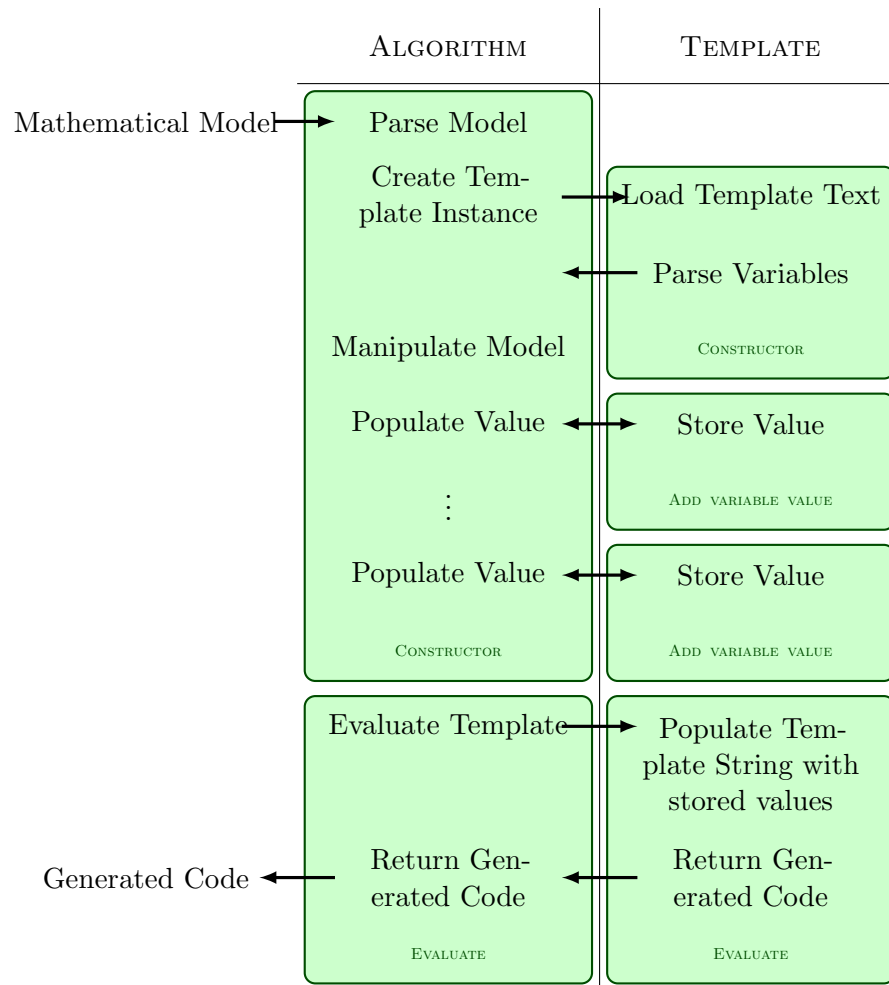 ALGORITHM
TEMPLATE
Mathematical Model
Parse Model
Create Tem-
plate Instance
Load Template Text
Parse Variables
Manipulate Model
CONSTRUCTOR
Populate Value
Store Value
⋮
ADD VARIABLE VALUE
Populate Value
Store Value
CONSTRUCTOR
ADD VARIABLE VALUE
Evaluate Template
Populate Tem-
plate String with
stored values
Generated Code
Return Gen-
erated Code
Return Gen-
erated Code
EVALUATE
EVALUATE